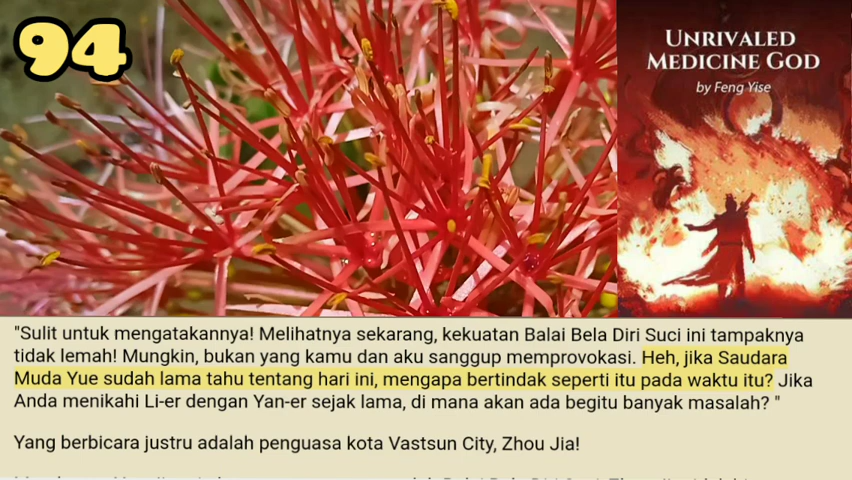 94
UNRIVALED
MEDICINE GOD
by Feng Yise
"Sulit untuk mengatakannya! Melihatnya sekarang, kekuatan Balai Bela Diri Suci ini tampaknya
tidak lemah! Mungkin, bukan yang kamu dan aku sanggup memprovokasi. Heh, jika Saudara
Muda Yue sudah lama tahu tentang hari ini, mengapa bertindak seperti itu pada waktu itu? Jika
Anda menikahi Li-er dengan Yan-er sejak lama, di mana akan ada begitu banyak masalah? "
Yang berbicara justru adalah penguasa kota Vastsun City, Zhou Jia!